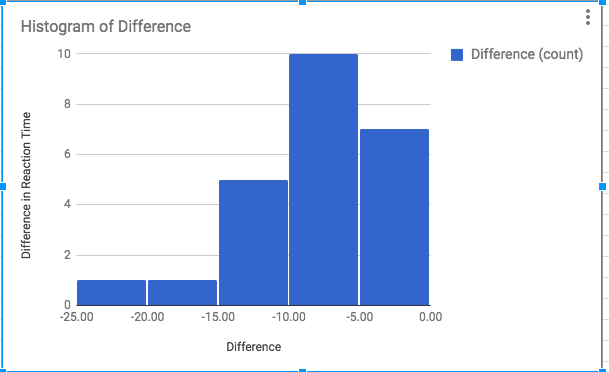 Histogram of Difference
Difference (count)
Difference in Reaction Time
10
8
6
4
2
0
-25.00 -20.00 -15.00 -10.00 -5.00 0.00
Difference